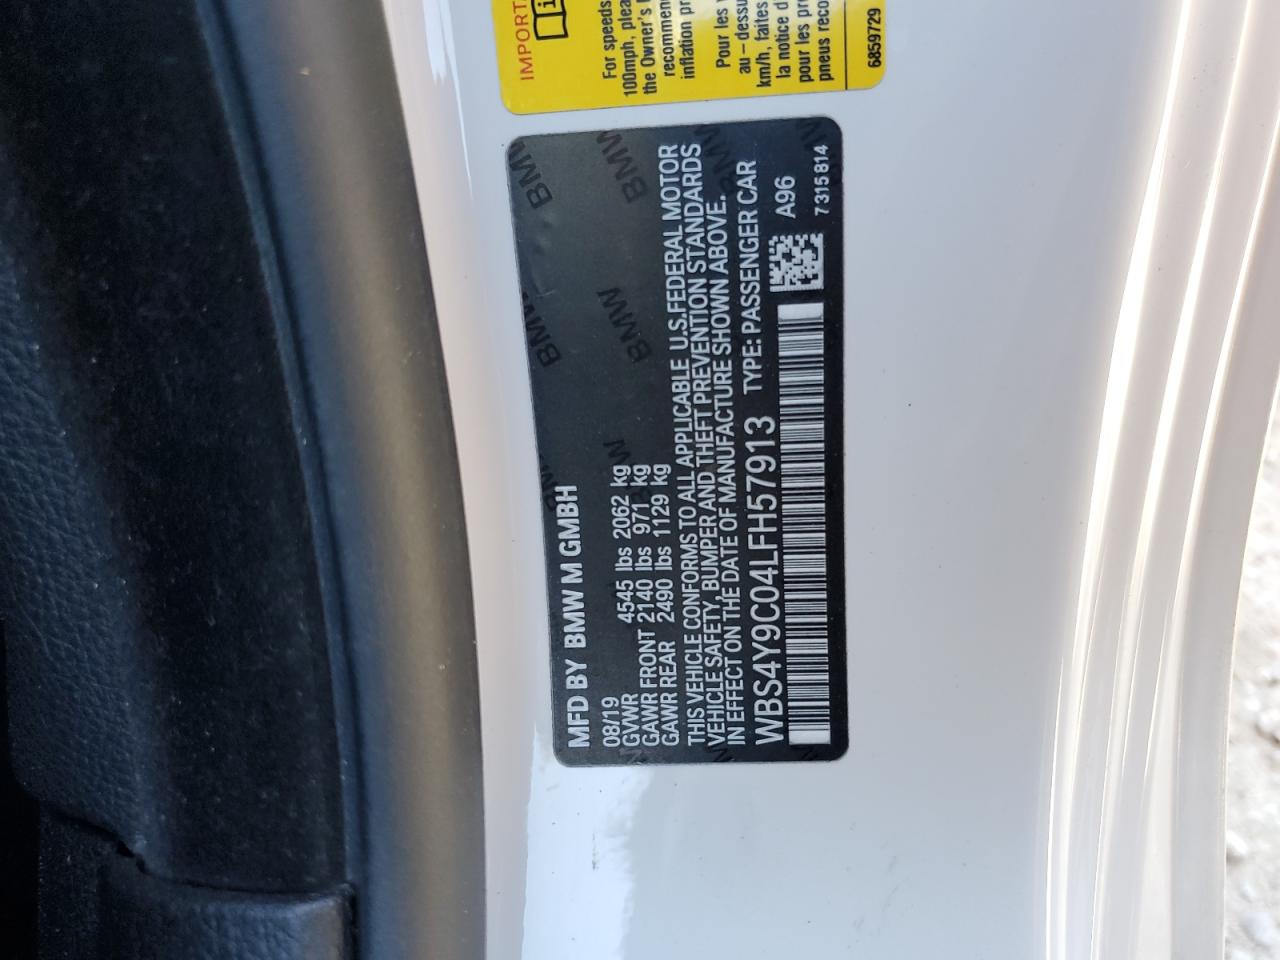 MFD BY BMW M GMBH
08/19
GVWR 4545 lbs 2062 kg
GAWR FRONT 2140 lbs 971 kg
GAWR REAR 2490 lbs 1129 kg
THIS VEHICLE CONFORMS TO ALL APPLICABLE U.S.FEDERAL MOTOR
VEHICLE SAFETY, BUMPER AND THEFT PREVENTION STANDARDS
IN EFFECT ON THE DATE OF MANUFACTURE SHOWN ABOVE.
WBS4Y9C04LFH57913 TYPE: PASSENGER CAR
A96
7315814
BMW BMW
BMW BMW BMW
For speeds
100mph, plea
the Owner's
recommen
inflation pr
Pour les
au-dessu
km/h, faites
la notice d'
pour les pr
pneus reco
6859729